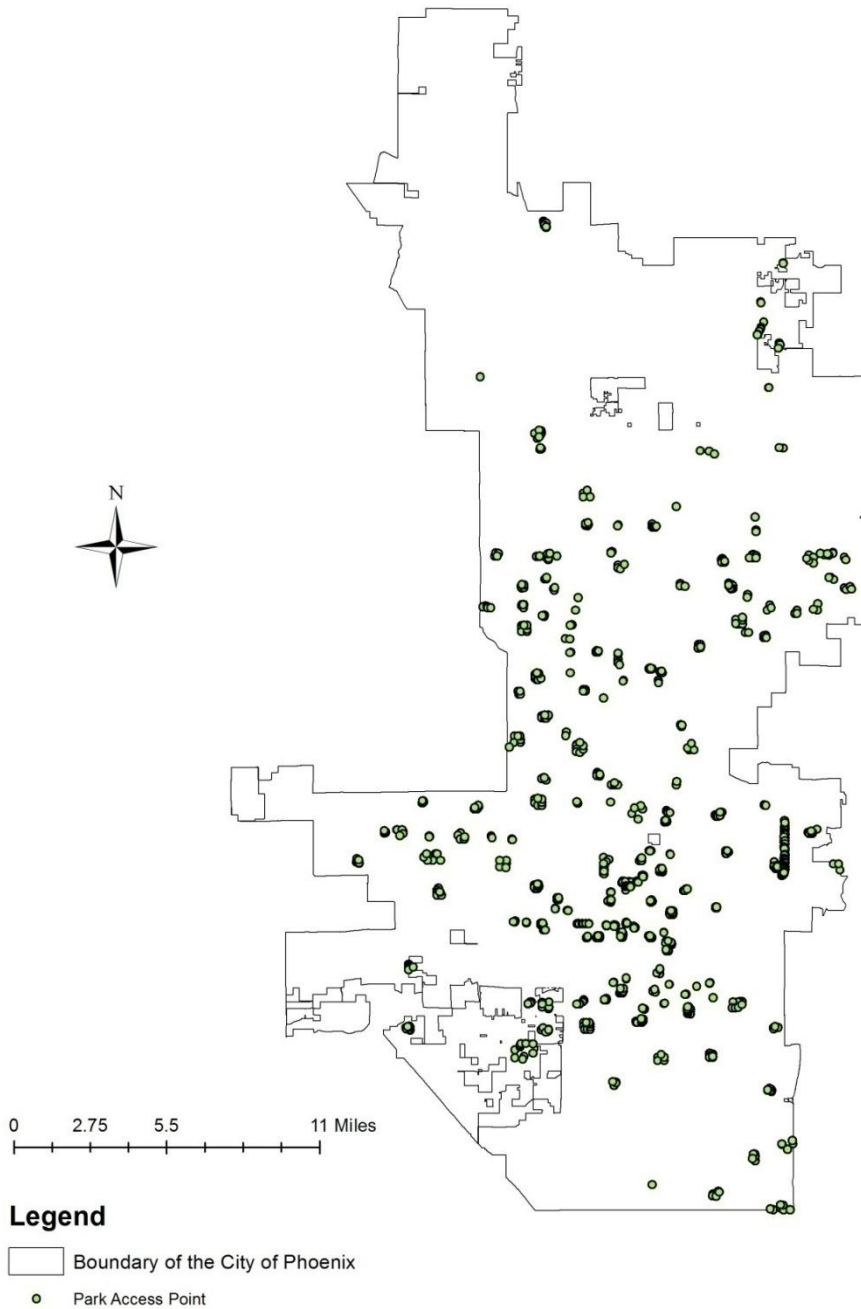 N
0 2.75 5.5 11 Miles
Legend
Boundary of the City of Phoenix
Park Access Point